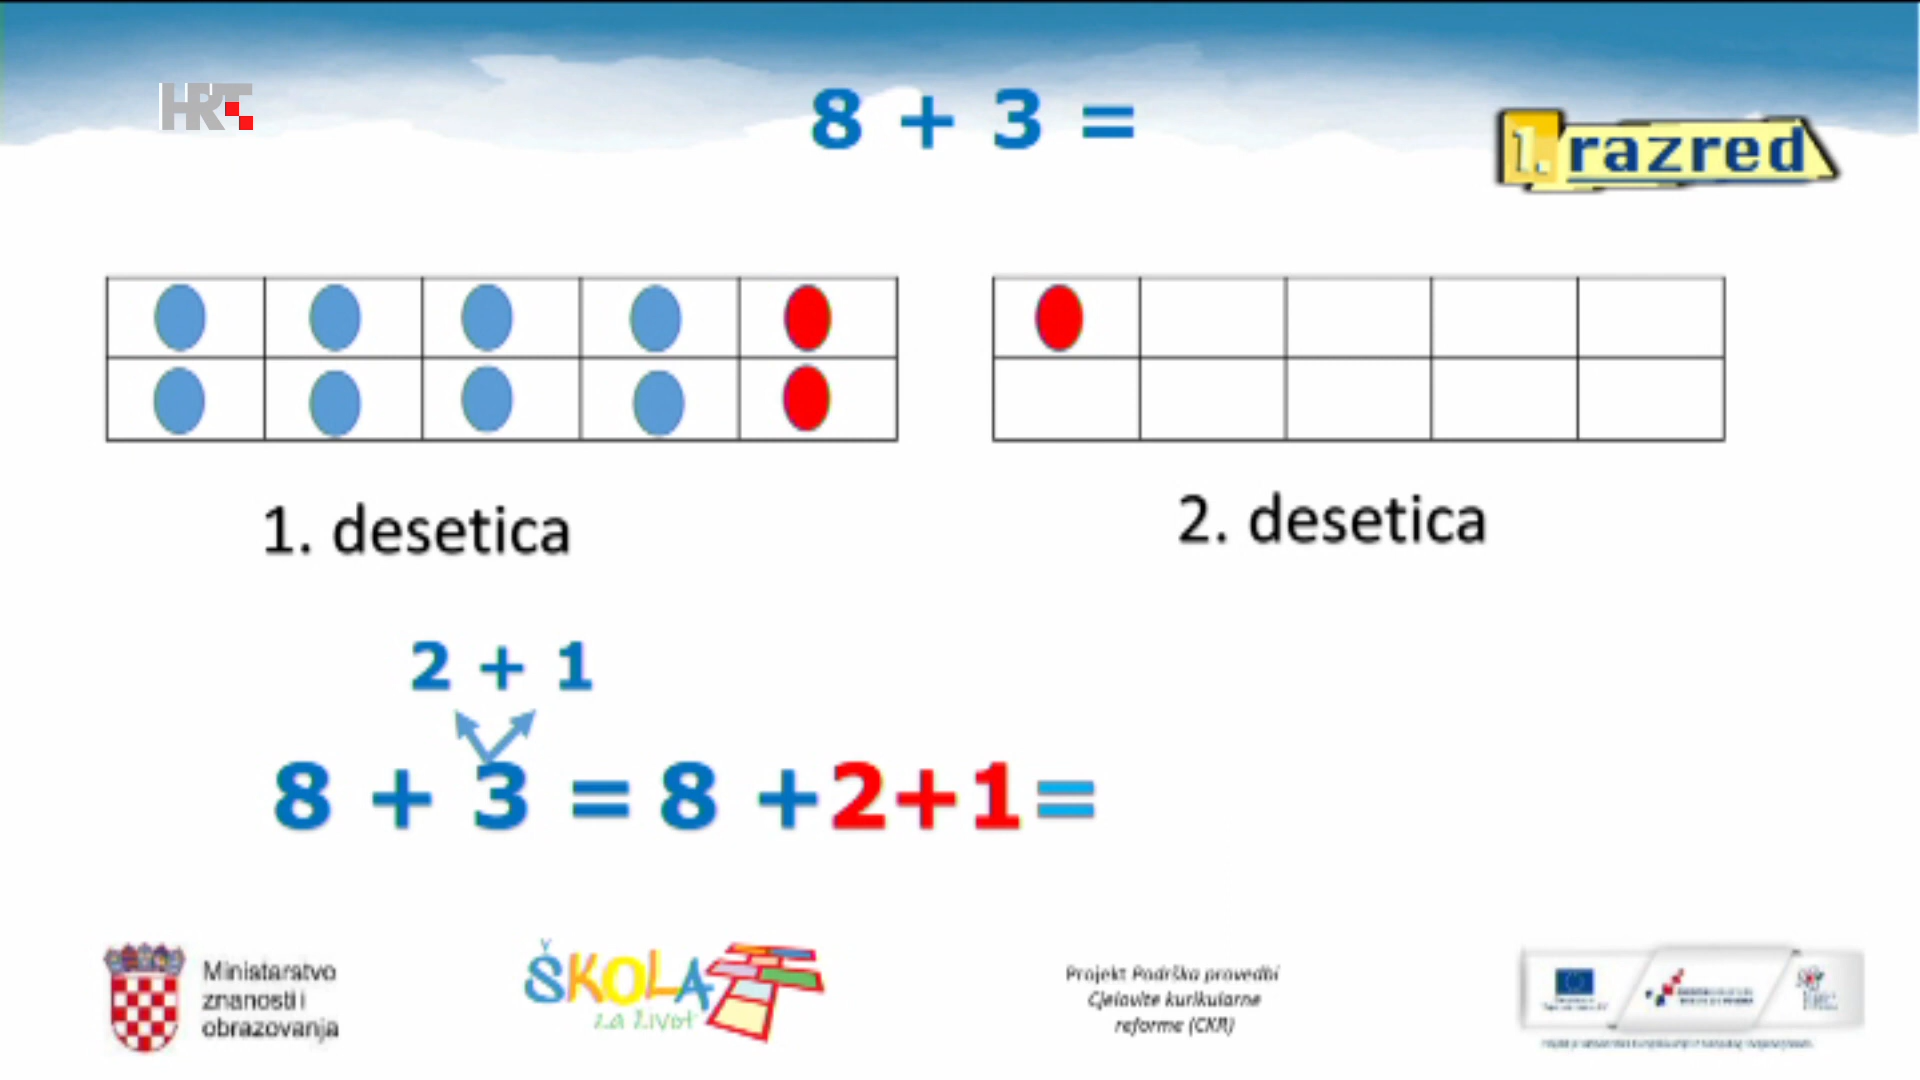 HRT
8 + 3 =
1. razred
1. desetica
2. desetica
2 + 1
8 + 3 = 8 +2+1=
Ministarstvo
znanosti i
obrazovanja
ŠKOLA
za život
Projekt Podrška provedbi
Cjelovite kurikularne
reforme (CKR)